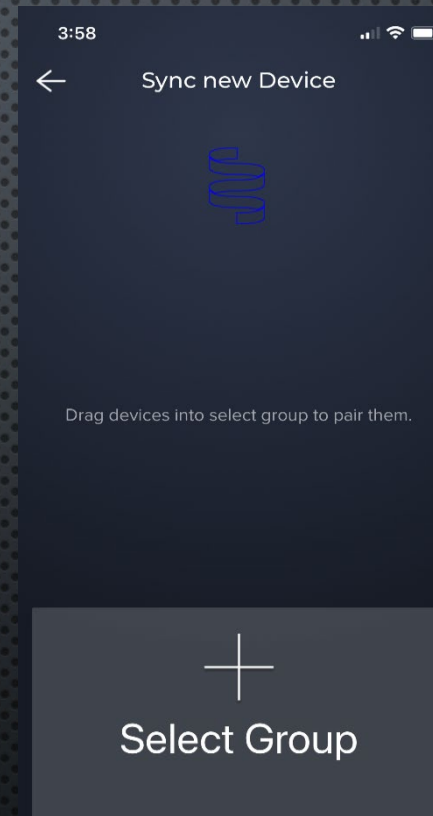 3:58
Sync new Device
Drag devices into select group to pair them.
Select Group